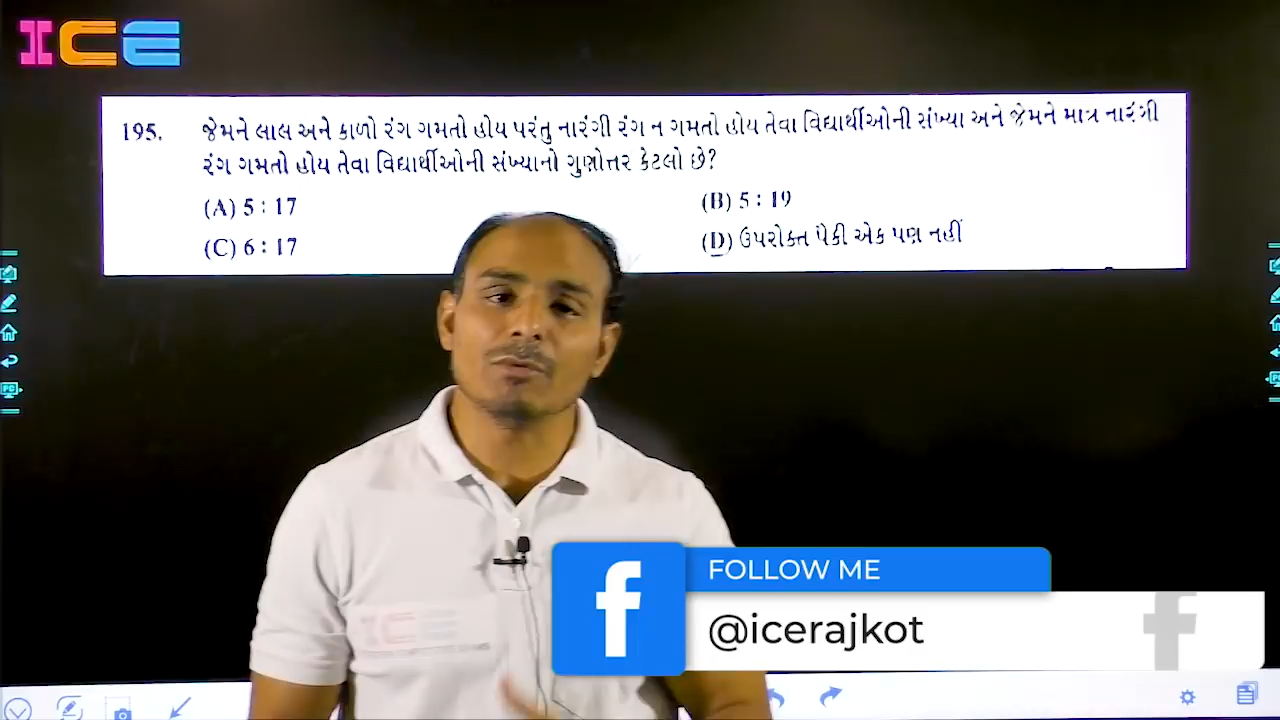 ICE
195. જેમને લાલ અને કાળો રંગ ગમતો હોય પરંતુ નારંગી રંગ ન ગમતો હોય તેવા વિદ્યાર્થીઓની સંખ્યા અને જેમને માત્ર નારંગી
રંગ ગમતો હોય તેવા વિદ્યાર્થીઓની સંખ્યાનો ગુણોત્તર કેટલો છે?
(A) 5 : 17 (B) 5 : 19
(C) 6 : 17 (D) ઉપરોક્ત પૈકી એક પણ નહીં
ICE
FOLLOW ME
@icerajkot